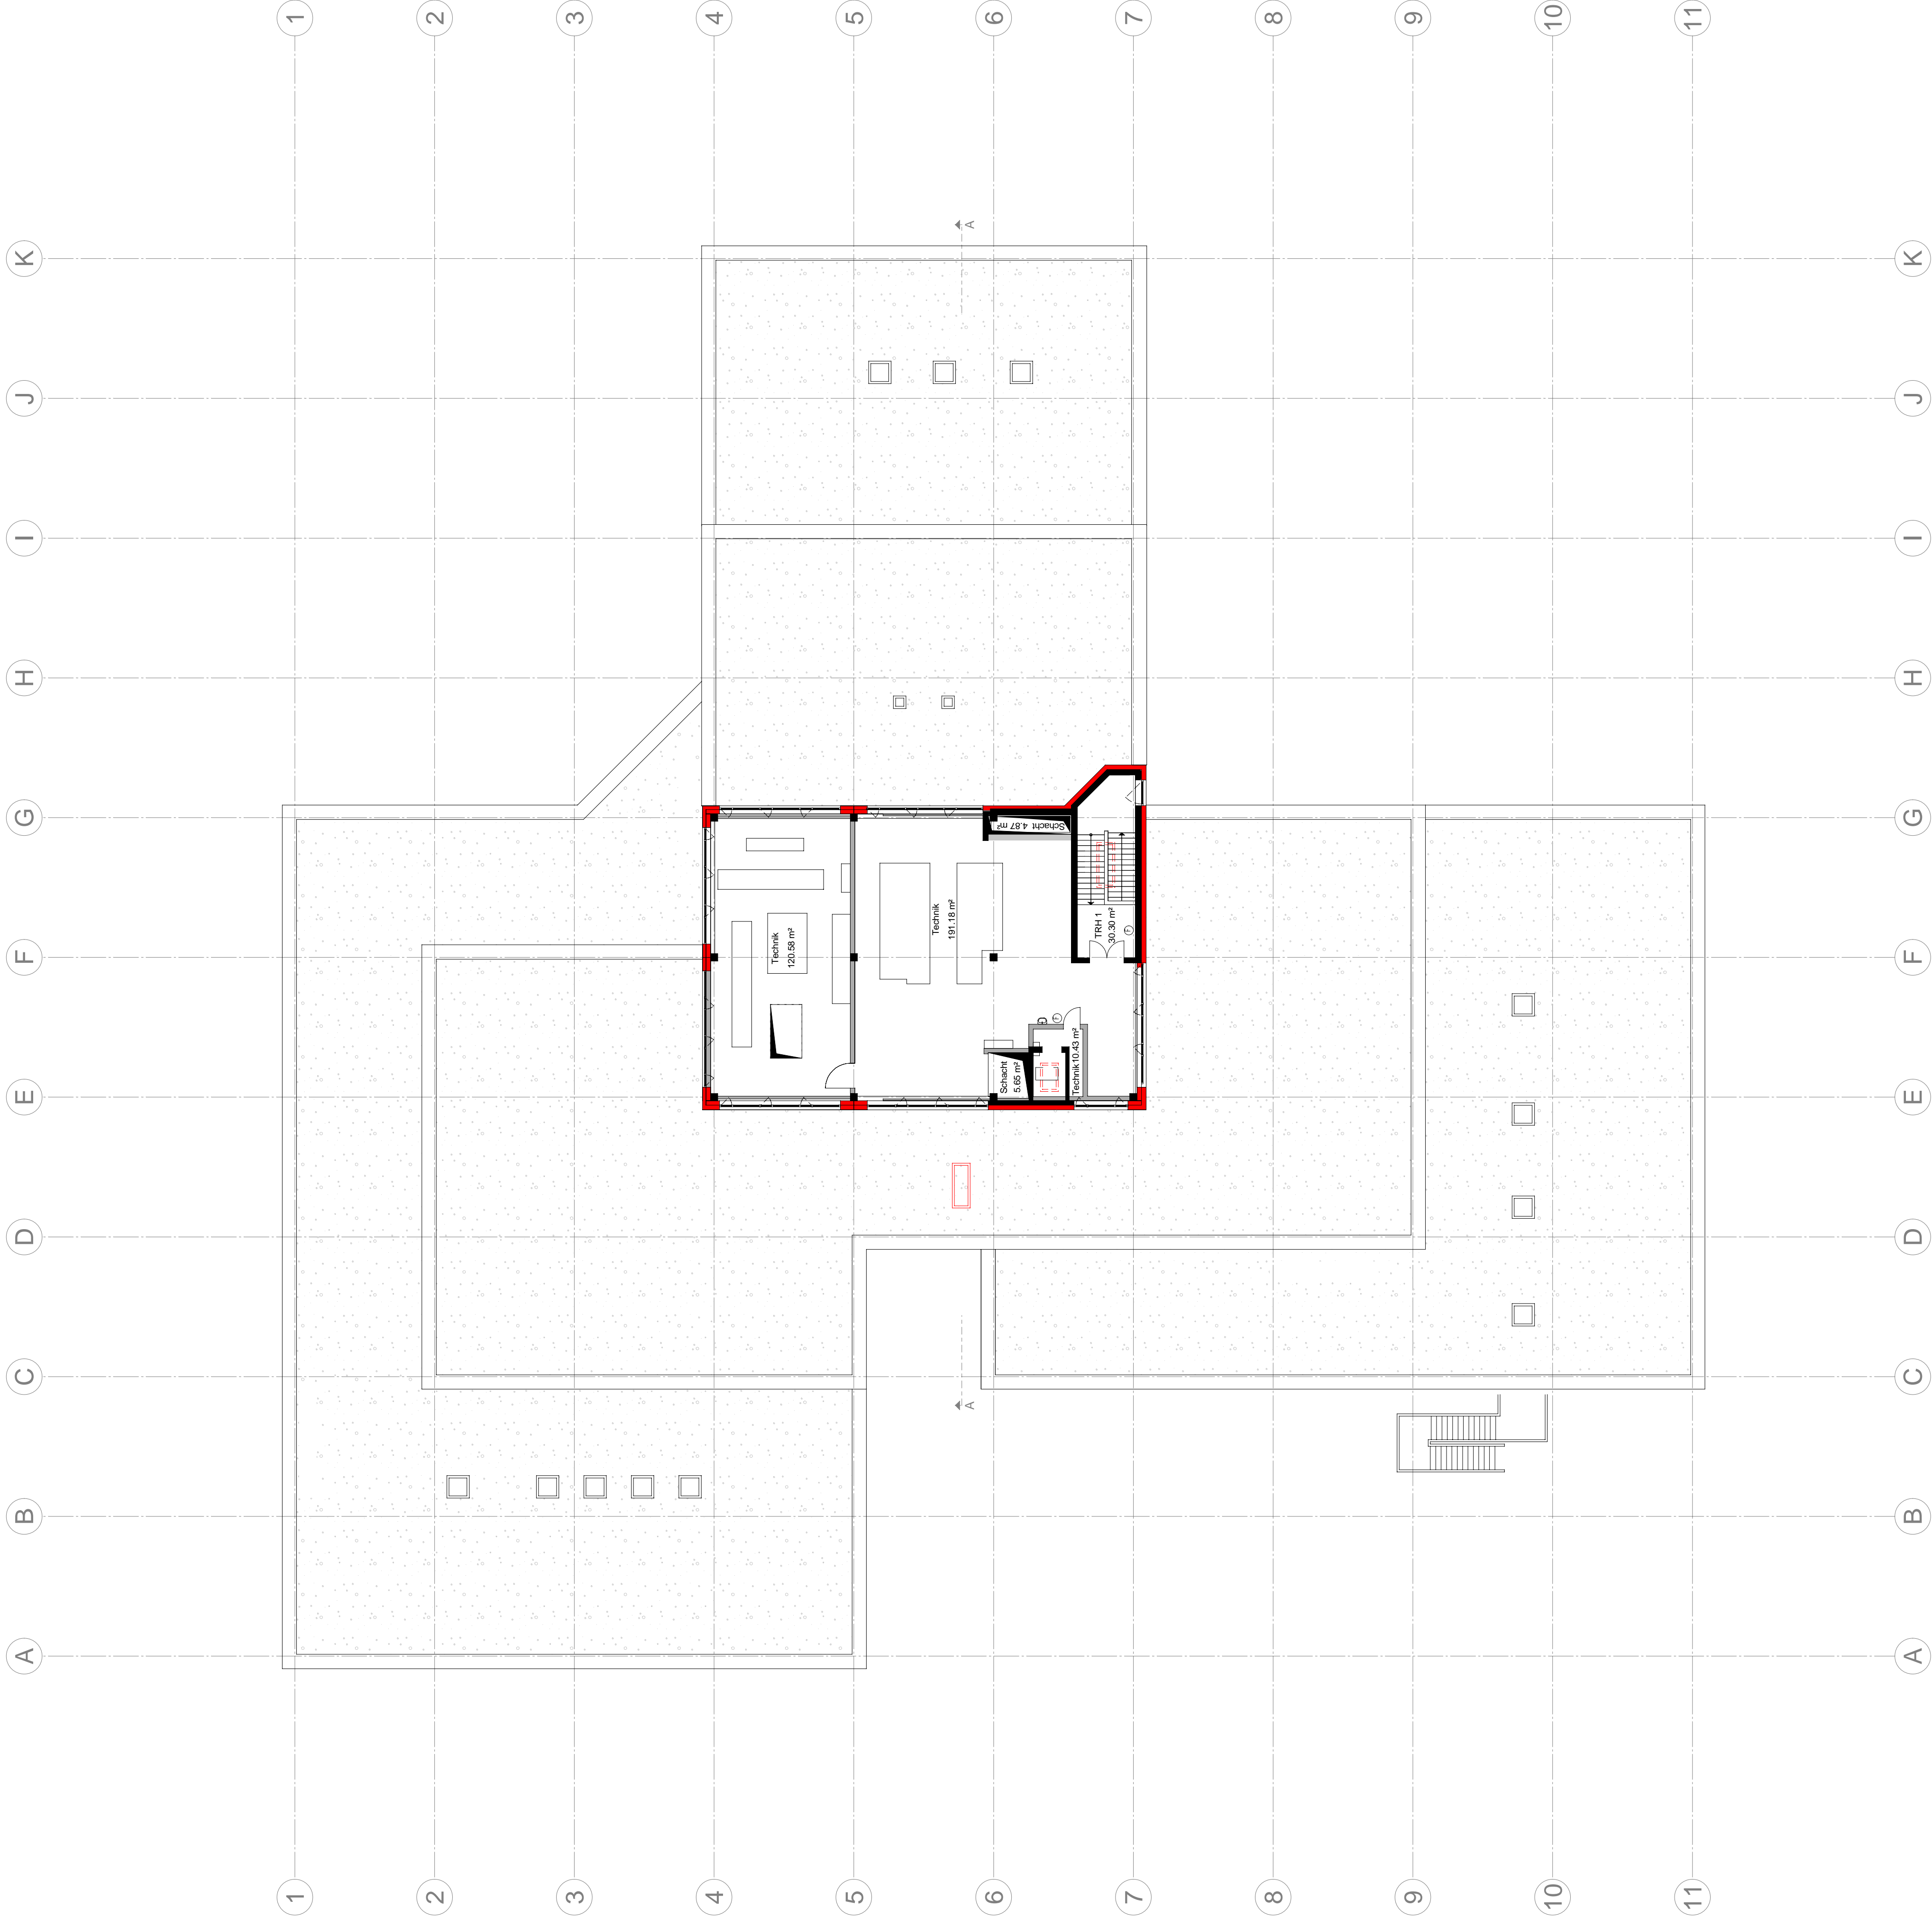 1
2
3
4
5
6
7
8
9
10
11
K
K
J
J
I
I
H
H
G
G
F
F
E
E
D
D
C
C
B
B
A
A
A
A
Technik
120.58 m²
Technik
191.18 m²
Schacht 4.87 m²
TRH 1
30.30 m²
F
F
Schacht
5.65 m²
Technik 10.43 m²
1
2
3
4
5
6
7
8
9
10
11